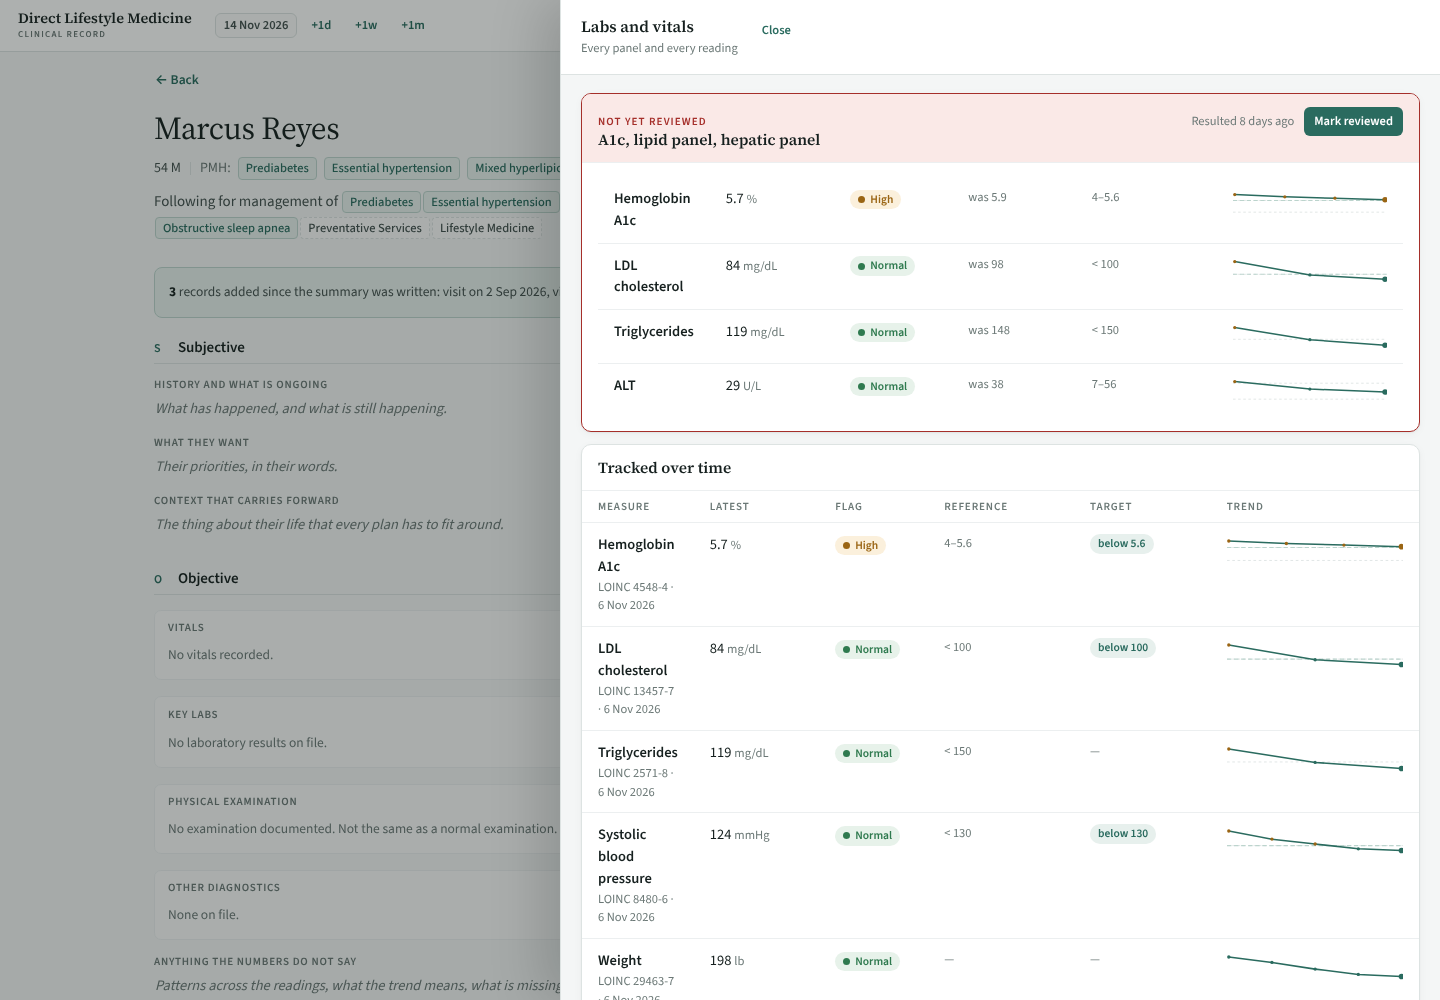 Direct Lifestyle Medicine
CLINICAL RECORD
14 Nov 2026 +1d +1w +1m
← Back
Marcus Reyes
54 M PMH: Prediabetes Essential hypertension Mixed
Following for management of Prediabetes Essential hypertension
Obstructive sleep apnea Preventative Services Lifestyle Medicine
3 records added since the summary was written: visit on 2 Sep 2026,
S Subjective
HISTORY AND WHAT IS ONGOING
What has happened, and what is still happening.
WHAT THEY WANT
Their priorities, in their words.
CONTEXT THAT CARRIES FORWARD
The thing about their life that every plan has to fit around.
O Objective
VITALS
No vitals recorded.
KEY LABS
No laboratory results on file.
PHYSICAL EXAMINATION
No examination documented. Not the same as a normal examination.
OTHER DIAGNOSTICS
None on file.
ANYTHING THE NUMBERS DO NOT SAY
Patterns across the readings, what the trend means, what is missing
Labs and vitals
Every panel and every reading
Close
NOT YET REVIEWED
A1c, lipid panel, hepatic panel
Resulted 8 days ago Mark reviewed
Hemoglobin A1c 5.7 % High was 5.9 4–5.6
LDL cholesterol 84 mg/dL Normal was 98 < 100
Triglycerides 119 mg/dL Normal was 148 < 150
ALT 29 U/L Normal was 38 7–56
Tracked over time
MEASURE LATEST FLAG REFERENCE TARGET TREND
Hemoglobin A1c 5.7 % High 4–5.6 below 5.6
LOINC 4548-4 ·
6 Nov 2026
LDL cholesterol 84 mg/dL Normal < 100 below 100
LOINC 13457-7
· 6 Nov 2026
Triglycerides 119 mg/dL Normal < 150 —
LOINC 2571-8 ·
6 Nov 2026
Systolic blood pressure 124 mmHg Normal < 130 below 130
LOINC 8480-6 ·
6 Nov 2026
Weight 198 lb Normal — —
LOINC 29463-7
· 6 Nov 2026